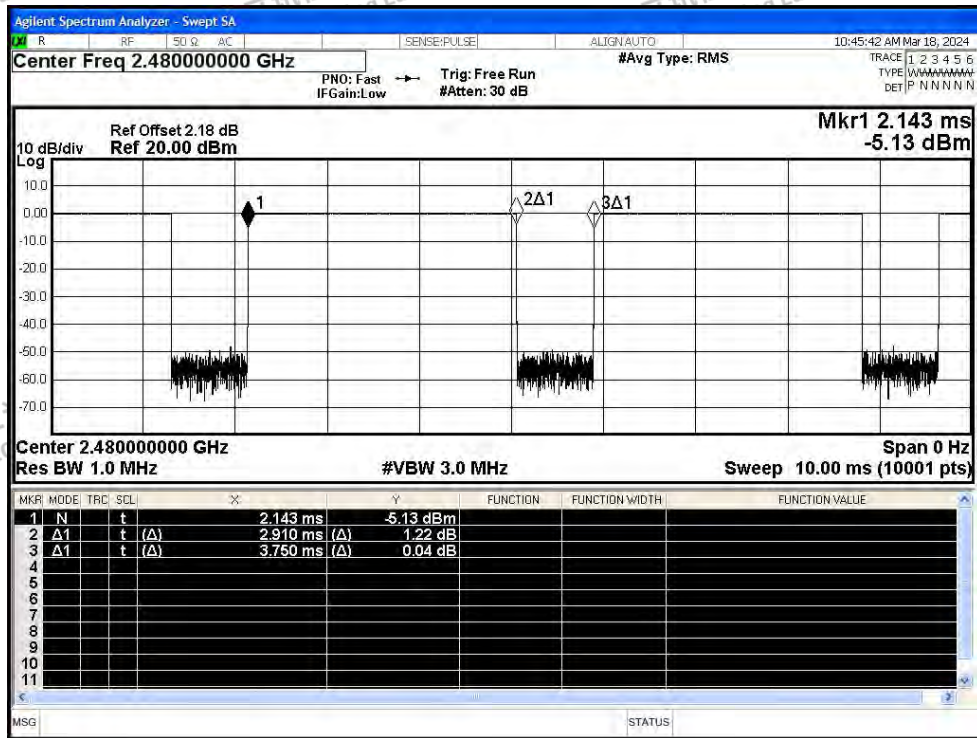 Agilent Spectrum Analyzer - Swept SA
LXI R RF 50 Ω AC SENSE:PULSE ALIGN AUTO 10:45:42 AM Mar 18, 2024
Center Freq 2.480000000 GHz #Avg Type: RMS TRACE 1 2 3 4 5 6
PNO: Fast Trig: Free Run TYPE WWWWWW
IFGain:Low #Atten: 30 dB DET P N N N N N
Mkr1 2.143 ms
Ref Offset 2.18 dB -5.13 dBm
10 dB/div Ref 20.00 dBm
Log
10.0
1 2Δ1 3Δ1
0.00
-10.0
-20.0
-30.0
-40.0
-50.0
-60.0
-70.0
Center 2.480000000 GHz Span 0 Hz
Res BW 1.0 MHz #VBW 3.0 MHz Sweep 10.00 ms (10001 pts)
MKR MODE TRC SCL X Y FUNCTION FUNCTION WIDTH FUNCTION VALUE
1 N t 2.143 ms -5.13 dBm
2 Δ1 t (Δ) 2.910 ms (Δ) 1.22 dB
3 Δ1 t (Δ) 3.750 ms (Δ) 0.04 dB
4
5
6
7
8
9
10
11
MSG STATUS